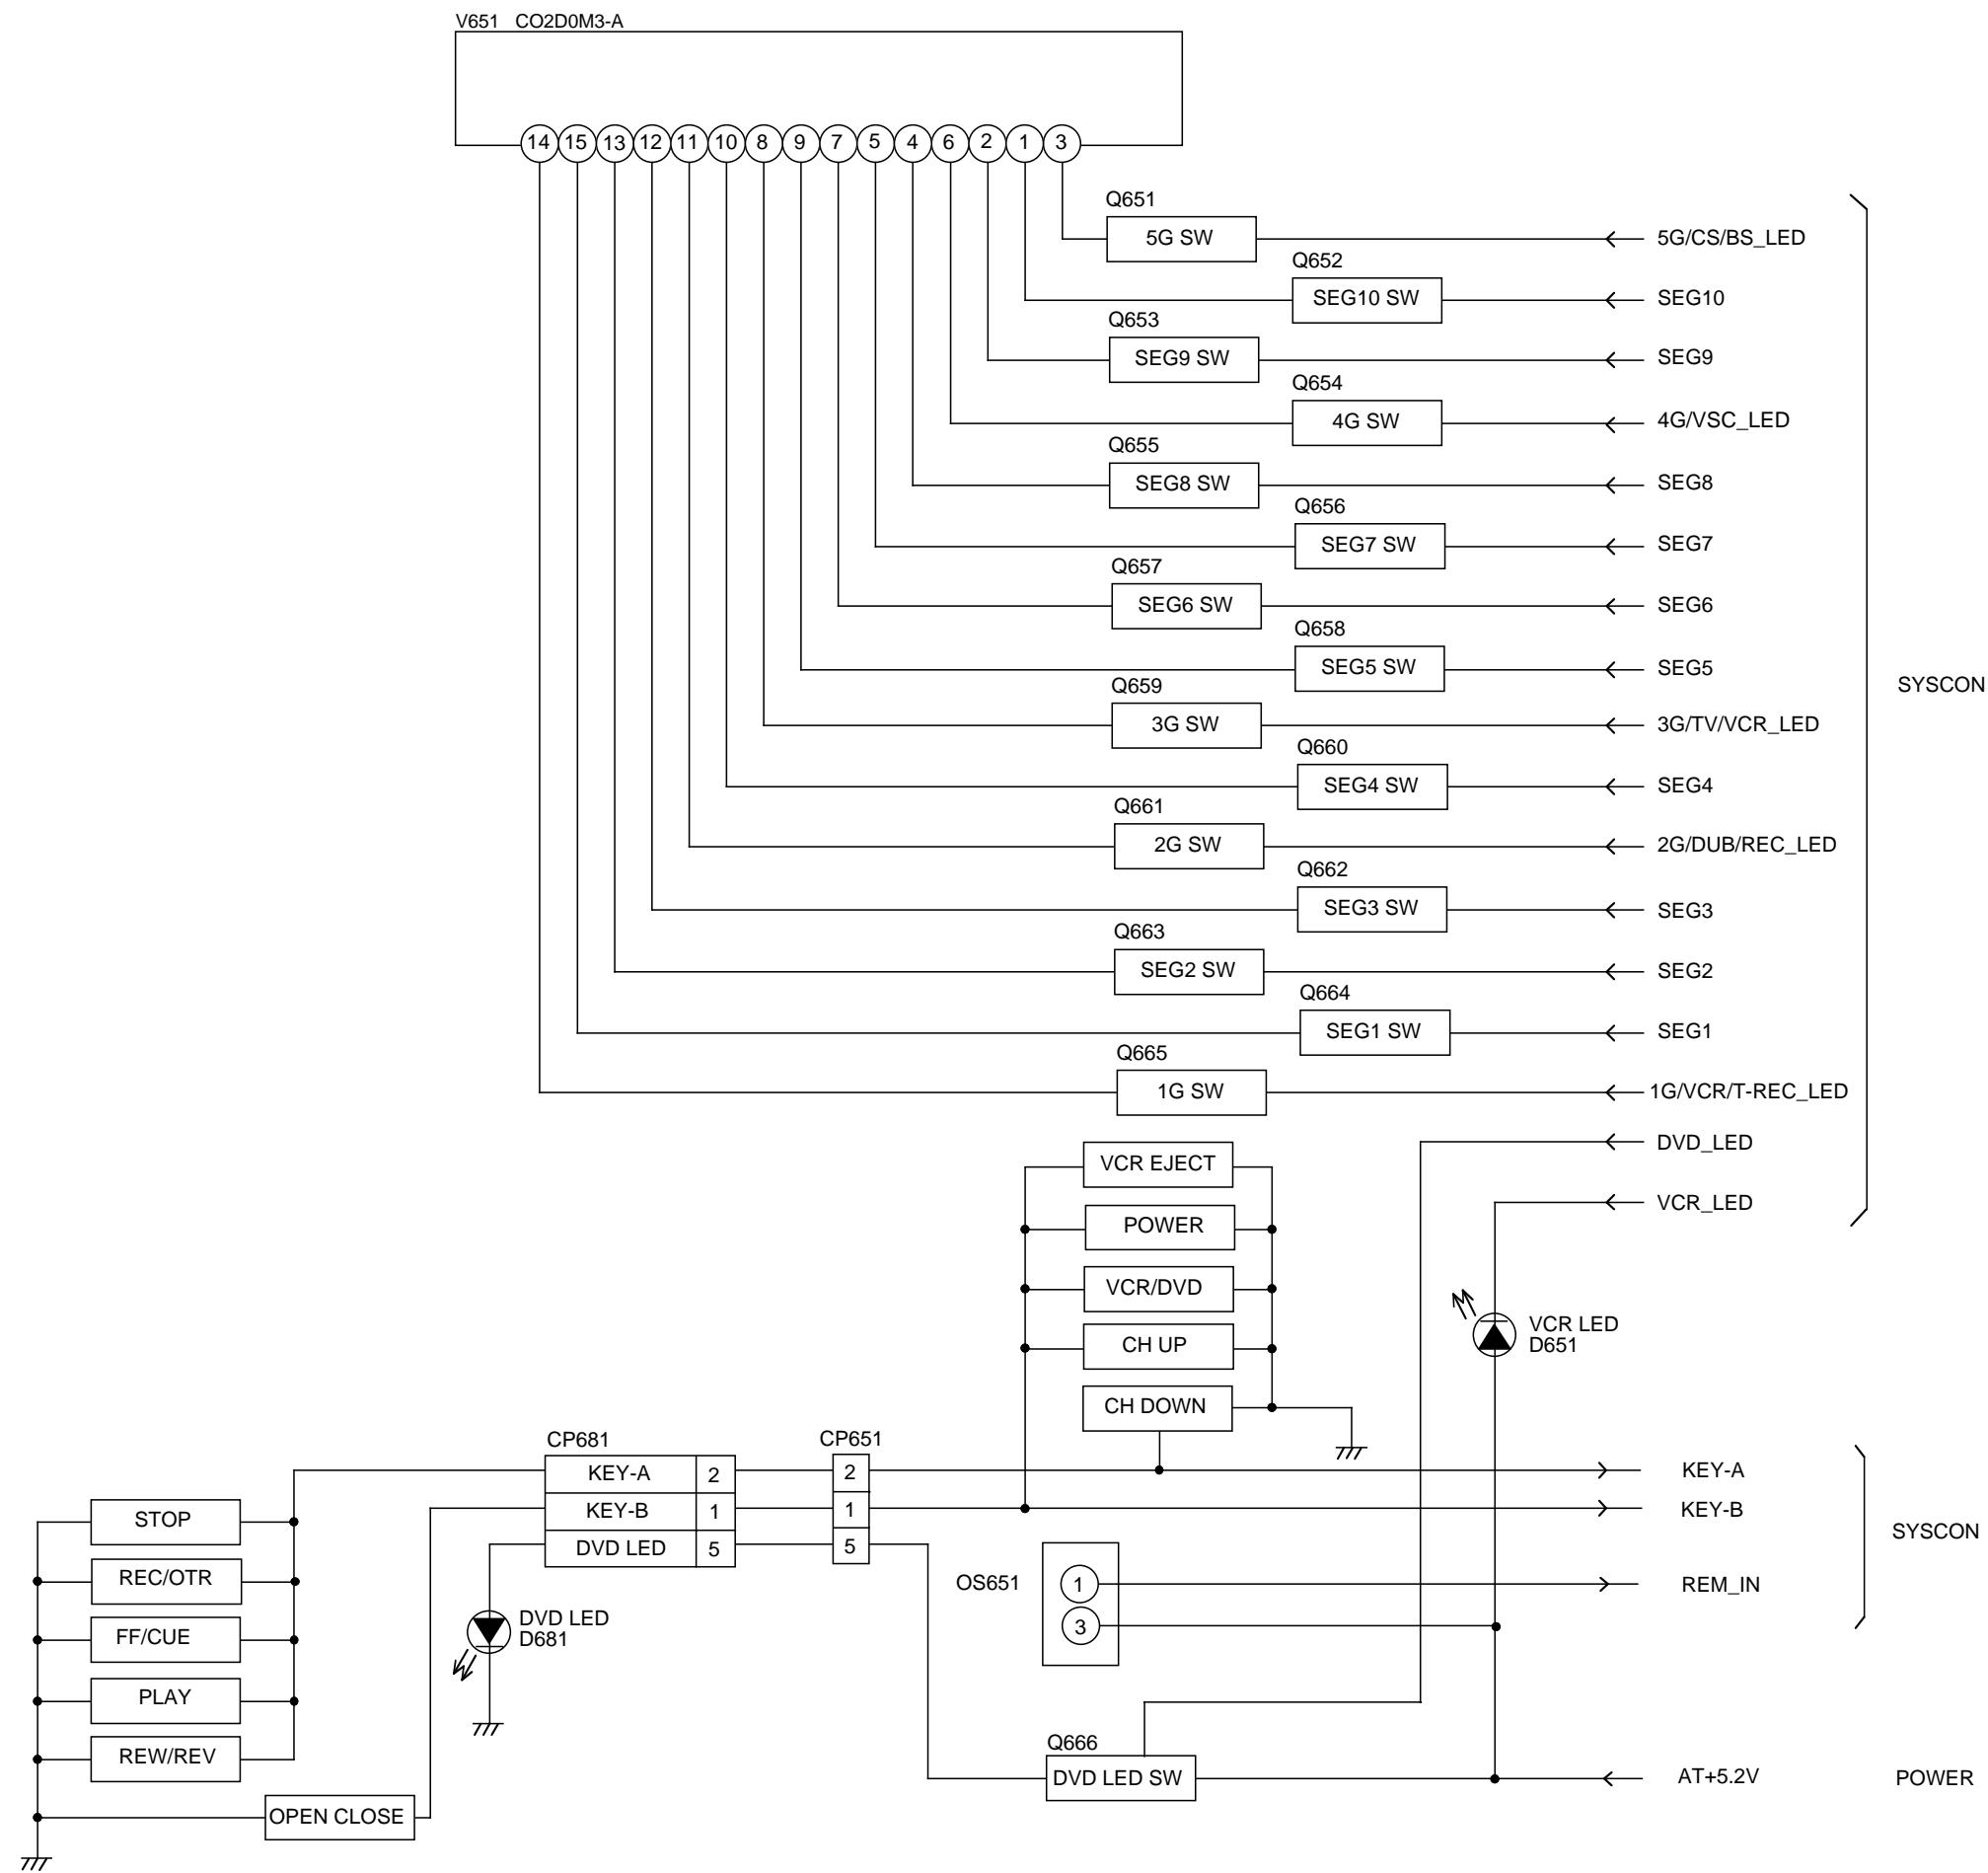 V651 CO2D0M3-A
14 15 13 12 11 10 8 9 7 5 4 6 2 1 3
Q651
5G SW
5G/CS/BS_LED
Q652
SEG10 SW
SEG10
Q653
SEG9 SW
SEG9
Q654
4G SW
4G/VSC_LED
Q655
SEG8 SW
SEG8
Q656
SEG7 SW
SEG7
Q657
SEG6 SW
SEG6
Q658
SEG5 SW
SEG5
SYSCON
Q659
3G SW
3G/TV/VCR_LED
Q660
SEG4 SW
SEG4
Q661
2G SW
2G/DUB/REC_LED
Q662
SEG3 SW
SEG3
Q663
SEG2 SW
SEG2
Q664
SEG1 SW
SEG1
Q665
1G SW
1G/VCR/T-REC_LED
DVD_LED
VCR EJECT
VCR_LED
POWER
VCR/DVD
CH UP
VCR LED
D651
CH DOWN
CP681
CP651
KEY-A 2
2
KEY-A
KEY-B 1
1
KEY-B
DVD LED 5
5
SYSCON
STOP
REC/OTR
FF/CUE
PLAY
REW/REV
OPEN CLOSE
DVD LED
D681
OS651
1
REM_IN
3
Q666
DVD LED SW
AT+5.2V
POWER